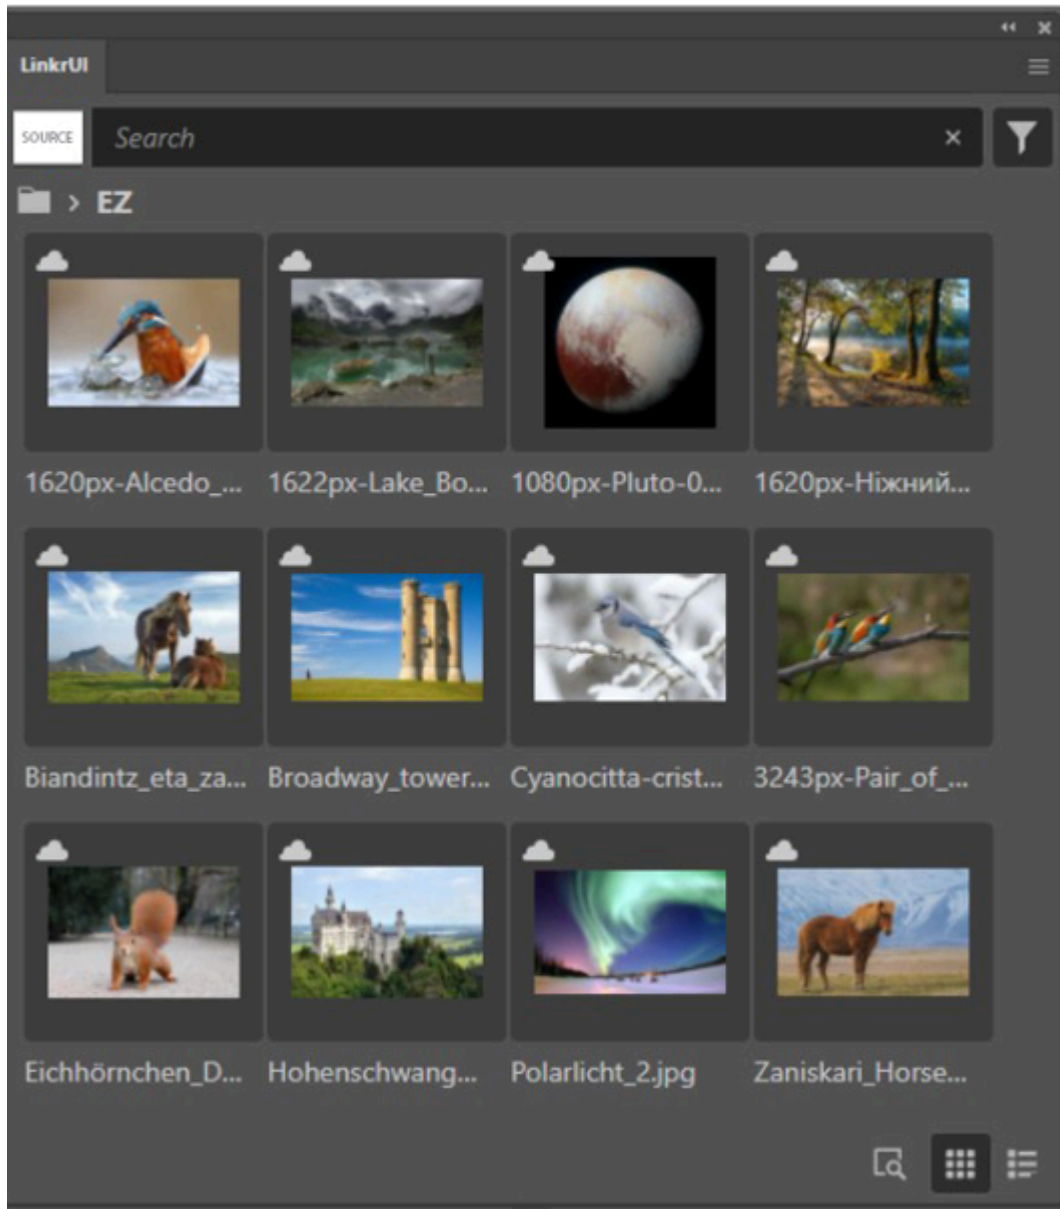 LinkrUI
SOURCE
Search
EZ
1620px-Alcedo_...
1622px-Lake_Bo...
1080px-Pluto-0...
1620px-Ніжний...
Biandintz_eta_za...
Broadway_tower...
Cyanocitta-crist...
3243px-Pair_of_...
Eichhörnchen_D...
Hohenschwang...
Polarlicht_2.jpg
Zaniskari_Horse...